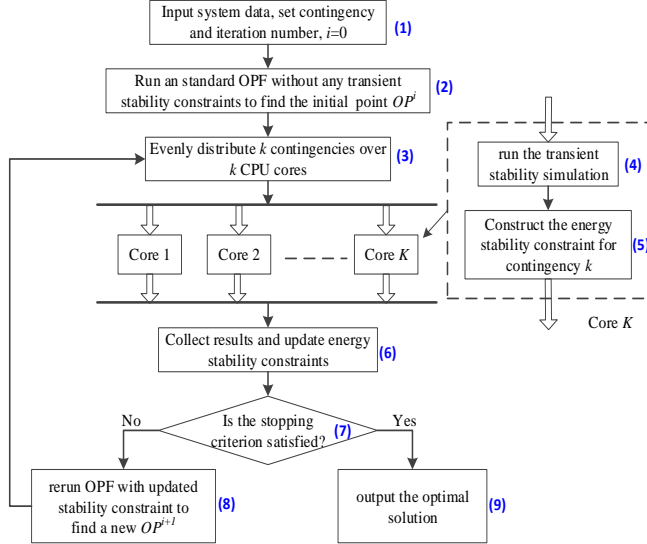 Input system data, set contingency
and iteration number, i=0
(1)
Run an standard OPF without any transient
stability constraints to find the initial point OP^i
(2)
Evenly distribute k contingencies over
k CPU cores
(3)
run the transient
stability simulation
(4)
Construct the energy
stability constraint for
contingency k
(5)
Core K
Core 1
Core 2
Core K
Collect results and update energy
stability constraints
(6)
No
Is the stopping
criterion satisfied?
(7)
Yes
rerun OPF with updated
stability constraint to
find a new OP^{i+1}
(8)
output the optimal
solution
(9)